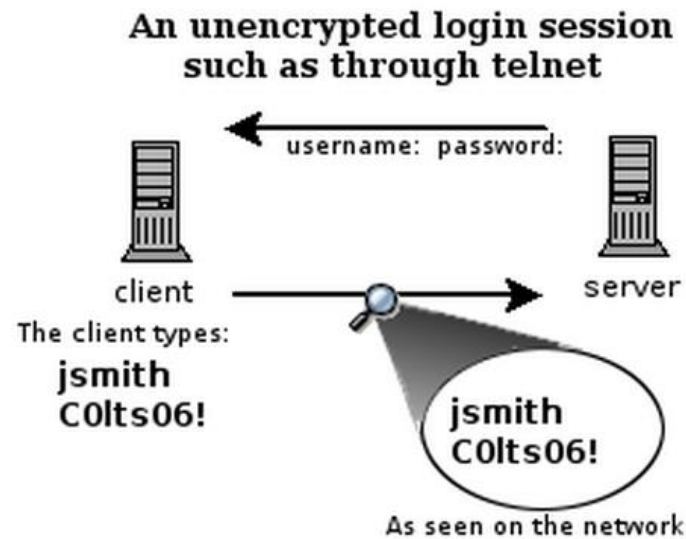 An unencrypted login session
such as through telnet
username: password:
client
server
The client types:
jsmith
C0lts06!
jsmith
C0lts06!
As seen on the network